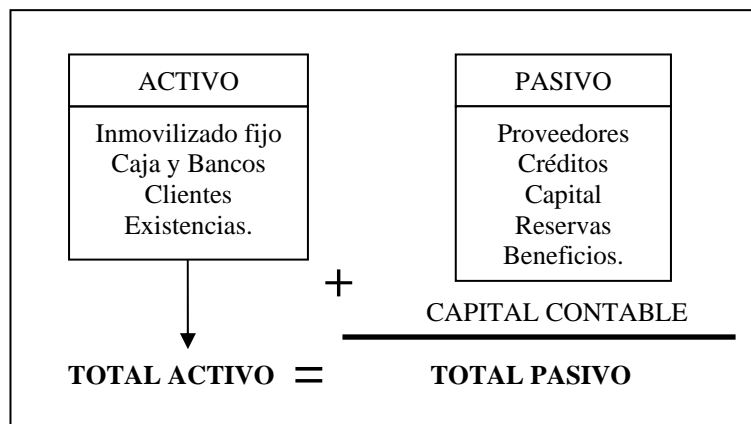 ACTIVO
Inmovilizado fijo
Caja y Bancos
Clientes
Existencias.
PASIVO
Proveedores
Créditos
Capital
Reservas
Beneficios.
+
CAPITAL CONTABLE
TOTAL ACTIVO = TOTAL PASIVO